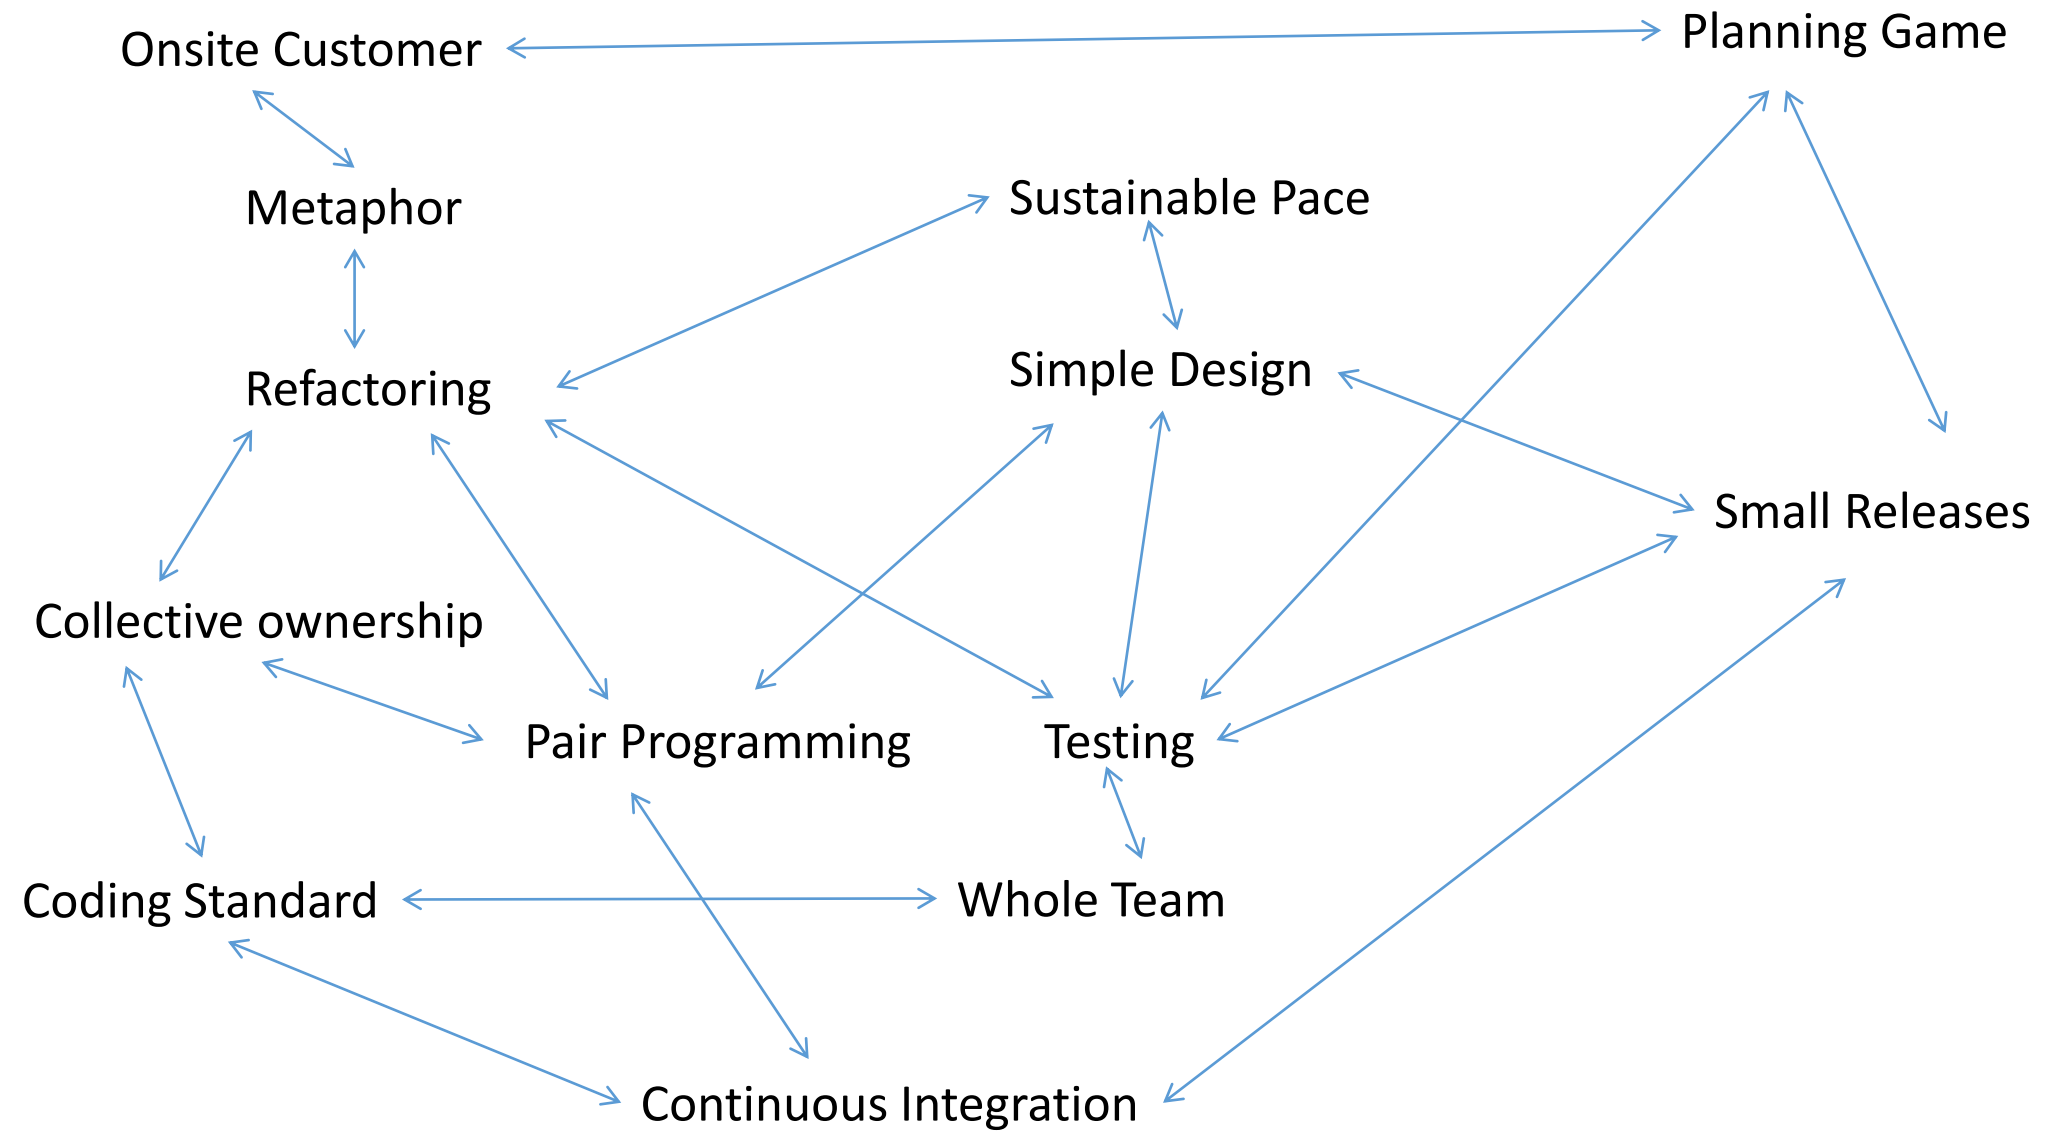 Onsite Customer
Planning Game
Metaphor
Sustainable Pace
Refactoring
Simple Design
Small Releases
Collective ownership
Pair Programming
Testing
Coding Standard
Whole Team
Continuous Integration